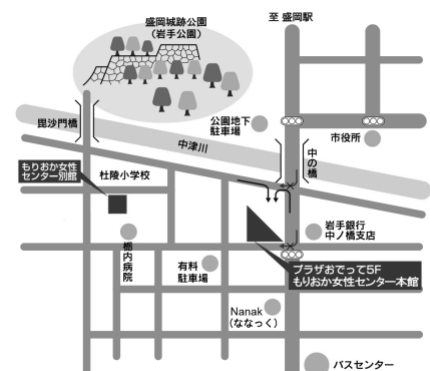 盛岡城跡公園
（岩手公園）
至 盛岡駅
毘沙門橋
公園地下
駐車場
市役所
中津川
中の橋
もりおか女性
センター別館
杜陵小学校
岩手銀行
中ノ橋支店
栃内病院
有料
駐車場
プラザおでって5F
もりおか女性センター本館
Nanak
（ななっく）
バスセンター